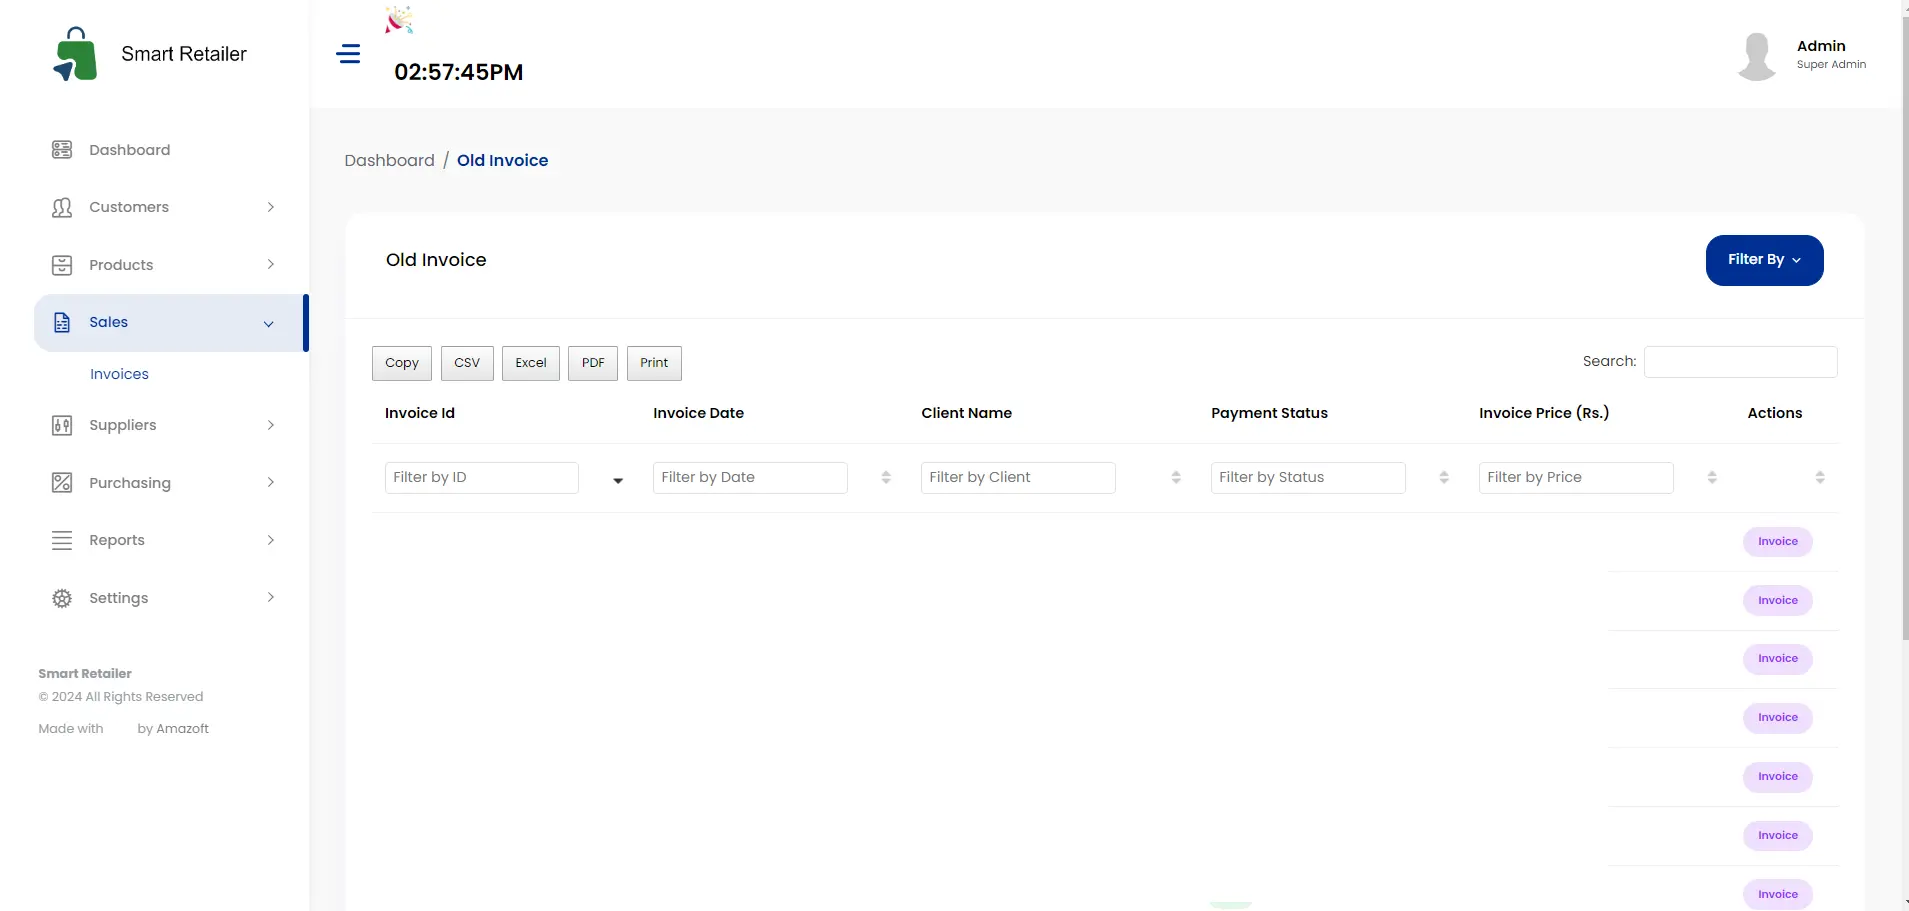 Smart Retailer
02:57:45PM
Admin
Super Admin
Dashboard
Customers
Products
Sales
Invoices
Suppliers
Purchasing
Reports
Settings
Smart Retailer
© 2024 All Rights Reserved
Made with by Amazoft
Dashboard / Old Invoice
Old Invoice
Filter By
Copy CSV Excel PDF Print
Search:
Invoice Id Invoice Date Client Name Payment Status Invoice Price (Rs.) Actions
Filter by ID Filter by Date Filter by Client Filter by Status Filter by Price
Invoice
Invoice
Invoice
Invoice
Invoice
Invoice
Invoice